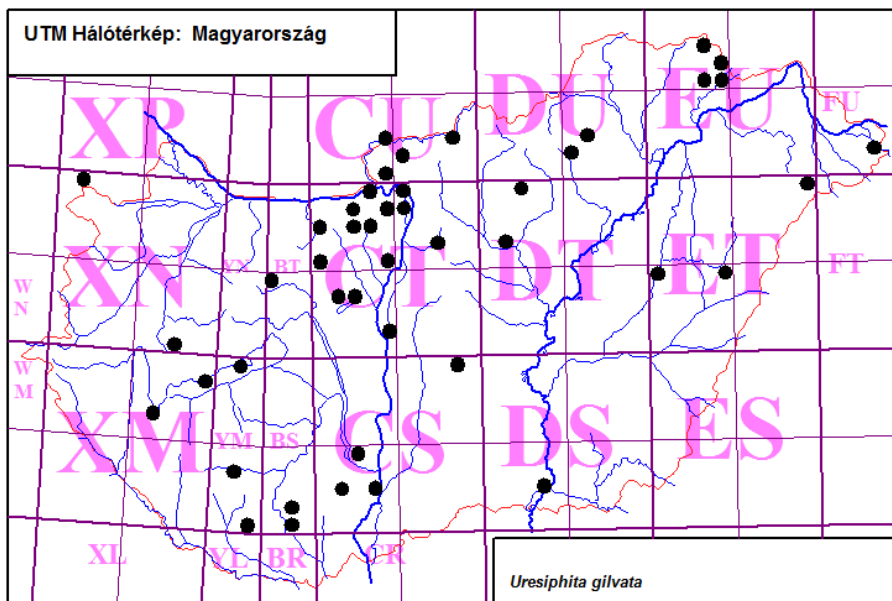 UTM Hálótérkép: Magyarország
XP
CU
DU
EU
FU
XN
YN
BT
CT
DT
ET
FT
W
N
W
M
XM
YM
BS
CS
DS
ES
XL
YL
BR
CR
Uresiphita gilvata